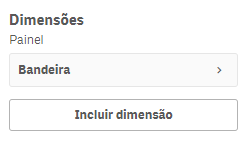 Dimensões
Painel
Bandeira
Incluir dimensão